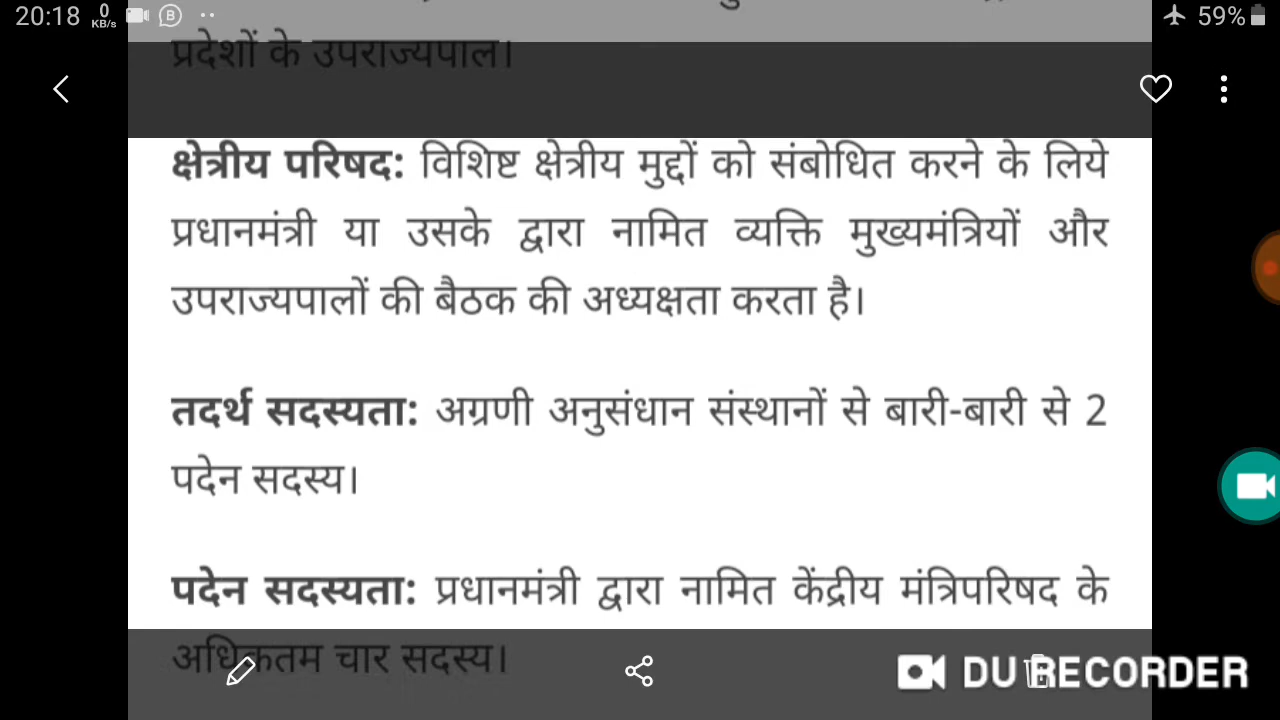 20:18 0 KB/s B 59%
प्रदेशों के उपराज्यपाल।
क्षेत्रीय परिषद: विशिष्ट क्षेत्रीय मुद्दों को संबोधित करने के लिये
प्रधानमंत्री या उसके द्वारा नामित व्यक्ति मुख्यमंत्रियों और
उपराज्यपालों की बैठक की अध्यक्षता करता है।
तदर्थ सदस्यता: अग्रणी अनुसंधान संस्थानों से बारी-बारी से 2
पदेन सदस्य।
पदेन सदस्यता: प्रधानमंत्री द्वारा नामित केंद्रीय मंत्रिपरिषद के
अधिकतम चार सदस्य।
DU RECORDER